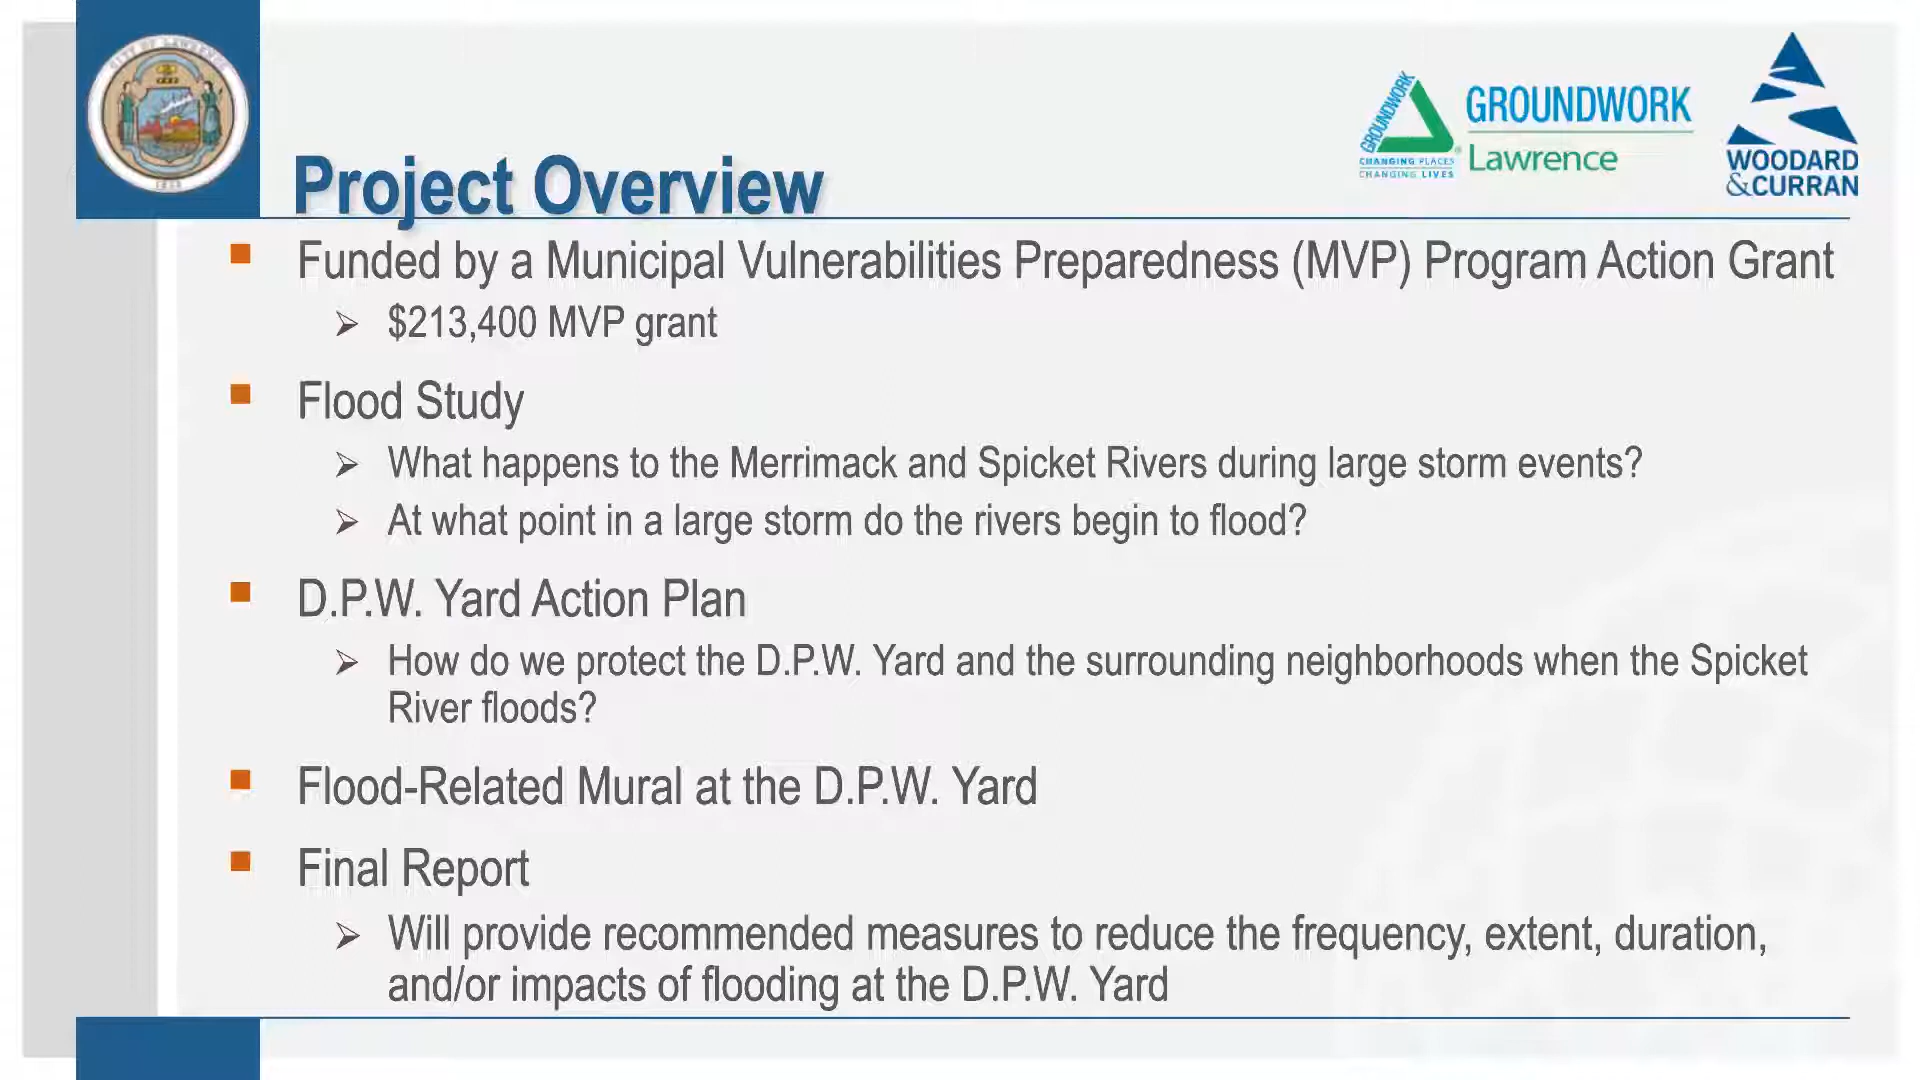 CITY OF LAWRENCE
GROUNDWORK
CHANGING PLACES
CHANGING LIVES
GROUNDWORK
Lawrence
WOODARD
&CURRAN
Project Overview
Funded by a Municipal Vulnerabilities Preparedness (MVP) Program Action Grant
$213,400 MVP grant
Flood Study
What happens to the Merrimack and Spicket Rivers during large storm events?
At what point in a large storm do the rivers begin to flood?
D.P.W. Yard Action Plan
How do we protect the D.P.W. Yard and the surrounding neighborhoods when the Spicket
River floods?
Flood-Related Mural at the D.P.W. Yard
Final Report
Will provide recommended measures to reduce the frequency, extent, duration,
and/or impacts of flooding at the D.P.W. Yard